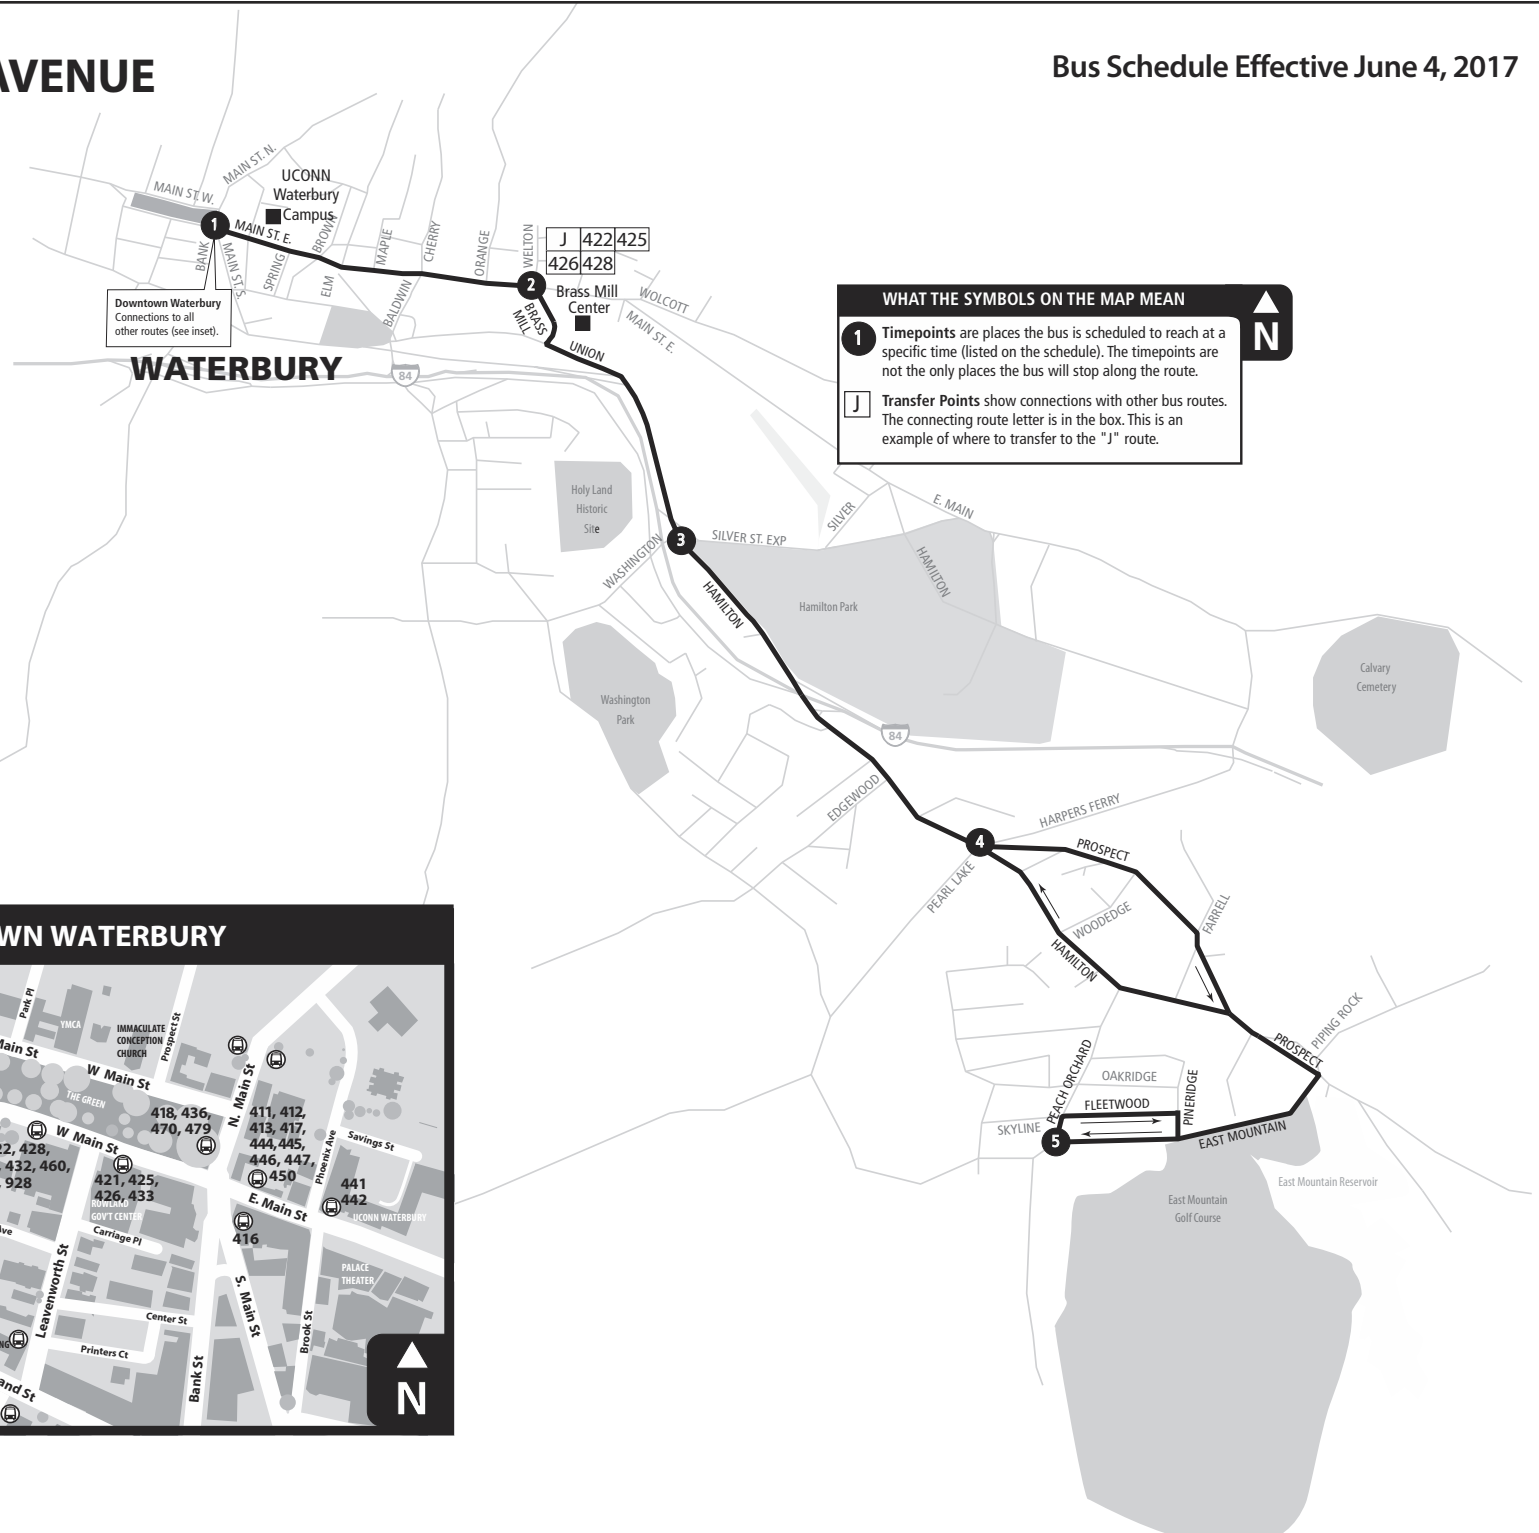 AVENUE
Bus Schedule Effective June 4, 2017
MAIN ST. N.
UCONN
Waterbury
Campus
MAIN ST. W.
1
MAIN ST. E.
BANK
MAIN ST. S.
SPRING
BROWN
ELM
MAPLE
BALDWIN
CHERRY
ORANGE
WELTON
J 422 425
426 428
2
Brass Mill
Center
BRASS
MILL
WOLCOTT
MAIN ST. E.
UNION
Downtown Waterbury
Connections to all
other routes (see inset).
WATERBURY
84
WHAT THE SYMBOLS ON THE MAP MEAN
N
1
Timepoints are places the bus is scheduled to reach at a
specific time (listed on the schedule). The timepoints are
not the only places the bus will stop along the route.
J
Transfer Points show connections with other bus routes.
The connecting route letter is in the box. This is an
example of where to transfer to the "J" route.
Holy Land
Historic
Site
WASHINGTON
3
SILVER ST. EXP
SILVER
E. MAIN
HAMILTON
HAMILTON
Hamilton Park
Washington
Park
Calvary
Cemetery
84
EDGEWOOD
HARPERS FERRY
4
PROSPECT
PEARL LAKE
WOODEDGE
FARRELL
HAMILTON
PIPING ROCK
PROSPECT
PEACH ORCHARD
OAKRIDGE
PINERIDGE
FLEETWOOD
SKYLINE
5
EAST MOUNTAIN
East Mountain Reservoir
East Mountain
Golf Course
WN WATERBURY
Park Pl
YMCA
IMMACULATE
CONCEPTION
CHURCH
Prospect St
Main St
W Main St
THE GREEN
N. Main St
418, 436,
470, 479
411, 412,
413, 417,
444, 445,
446, 447,
450
W Main St
22, 428,
, 432, 460,
, 928
421, 425,
426, 433
ROWLAND
GOV'T CENTER
Phoenix Ave
Savings St
441
442
UCONN WATERBURY
E. Main St
416
Ave
Carriage Pl
PALACE
THEATER
Leavenworth St
S. Main St
Center St
Brook St
Printers Ct
NG
Bank St
and St
N